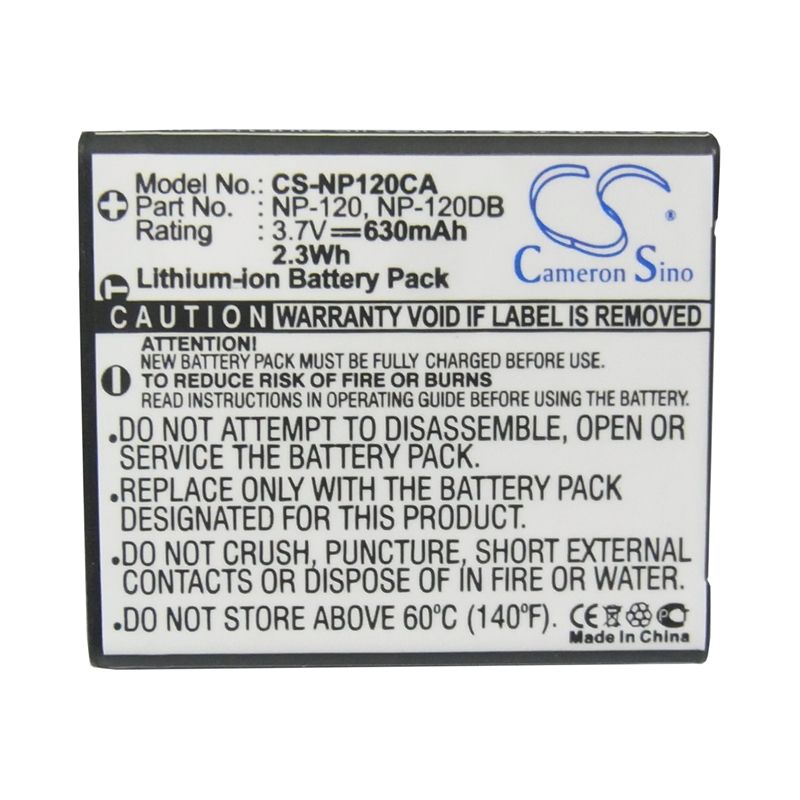 Model No.: CS-NP120CA
Part No.: NP-120, NP-120DB
Rating : 3.7V 630mAh
2.3Wh
Lithium-ion Battery Pack
Cameron Sino
®
T
CAUTION WARRANTY VOID IF LABEL IS REMOVED
ATTENTION!
NEW BATTERY PACK MUST BE FULLY CHARGED BEFORE USE.
TO REDUCE RISK OF FIRE OR BURNS
READ INSTRUCTIONS IN OPERATING GUIDE BEFORE USING THE BATTERY.
•DO NOT ATTEMPT TO DISASSEMBLE, OPEN OR
SERVICE THE BATTERY PACK.
•REPLACE ONLY WITH THE BATTERY PACK
DESIGNATED FOR YOUR PRODUCT.
•DO NOT CRUSH, PUNCTURE, SHORT EXTERNAL
CONTACTS OR DISPOSE OF IN FIRE OR WATER.
•DO NOT STORE ABOVE 60°C (140°F).
CE
Made In China